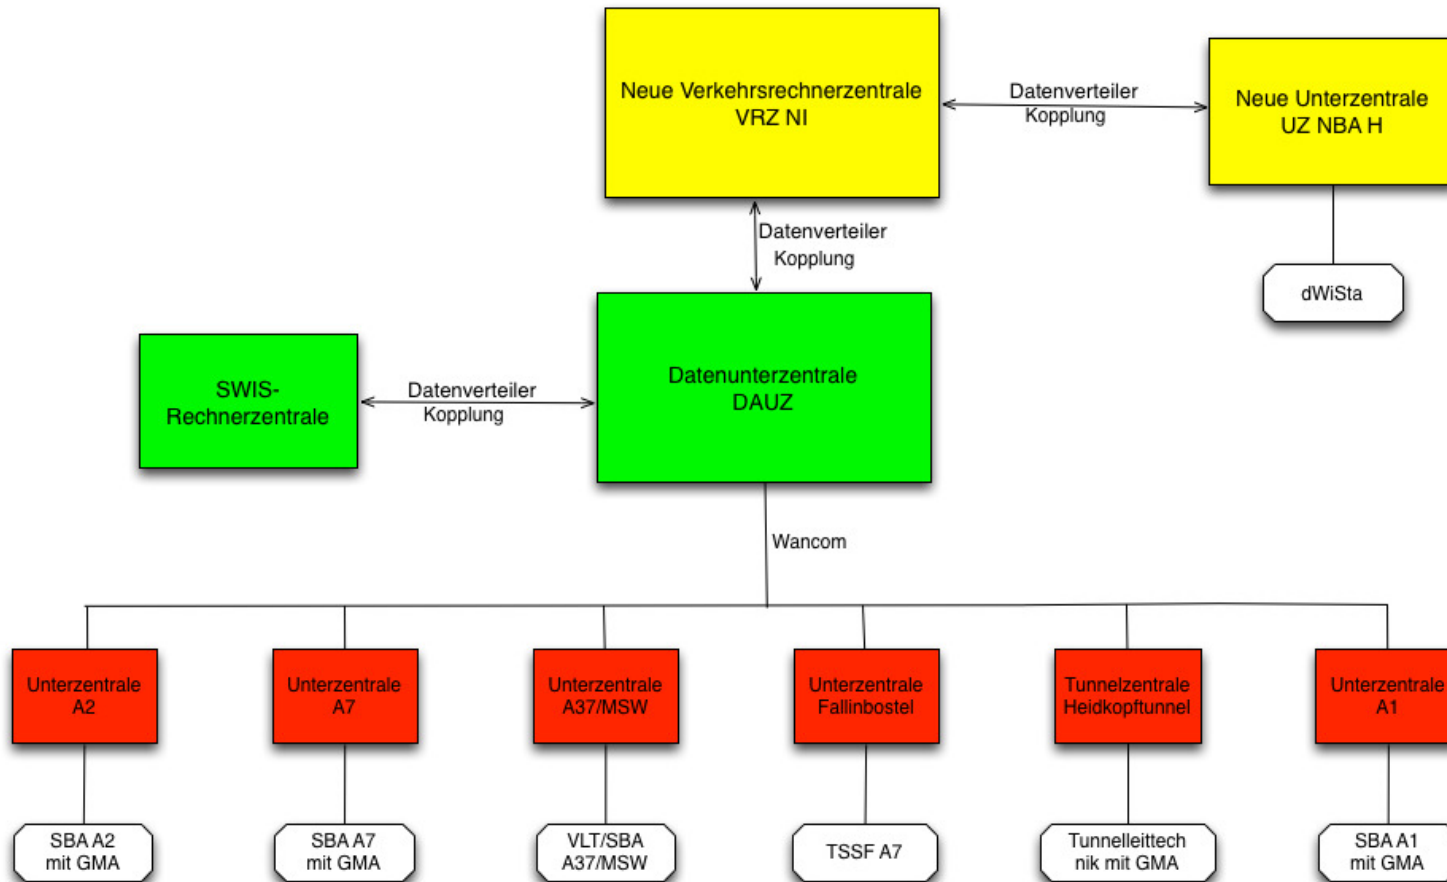 Neue Verkehrsrechnerzentrale
VRZ NI
Datenverteiler
Kopplung
Neue Unterzentrale
UZ NBA H
Datenverteiler
Kopplung
dWiSta
SWIS-
Rechnerzentrale
Datenverteiler
Kopplung
Datenunterzentrale
DAUZ
Wancom
Unterzentrale
A2
Unterzentrale
A7
Unterzentrale
A37/MSW
Unterzentrale
Fallinbostel
Tunnelzentrale
Heidkopftunnel
Unterzentrale
A1
SBA A2
mit GMA
SBA A7
mit GMA
VLT/SBA
A37/MSW
TSSF A7
Tunnelleittech
nik mit GMA
SBA A1
mit GMA